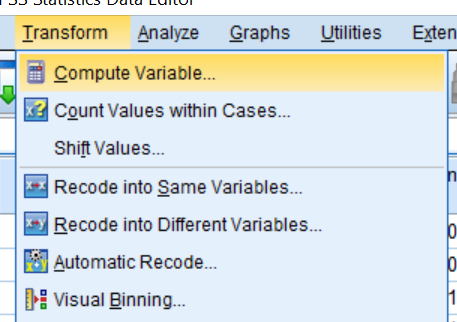 SS Statistics Data Editor
Transform Analyze Graphs Utilities Exten
Compute Variable...
Count Values within Cases...
Shift Values...
Recode into Same Variables...
Recode into Different Variables...
Automatic Recode...
Visual Binning...